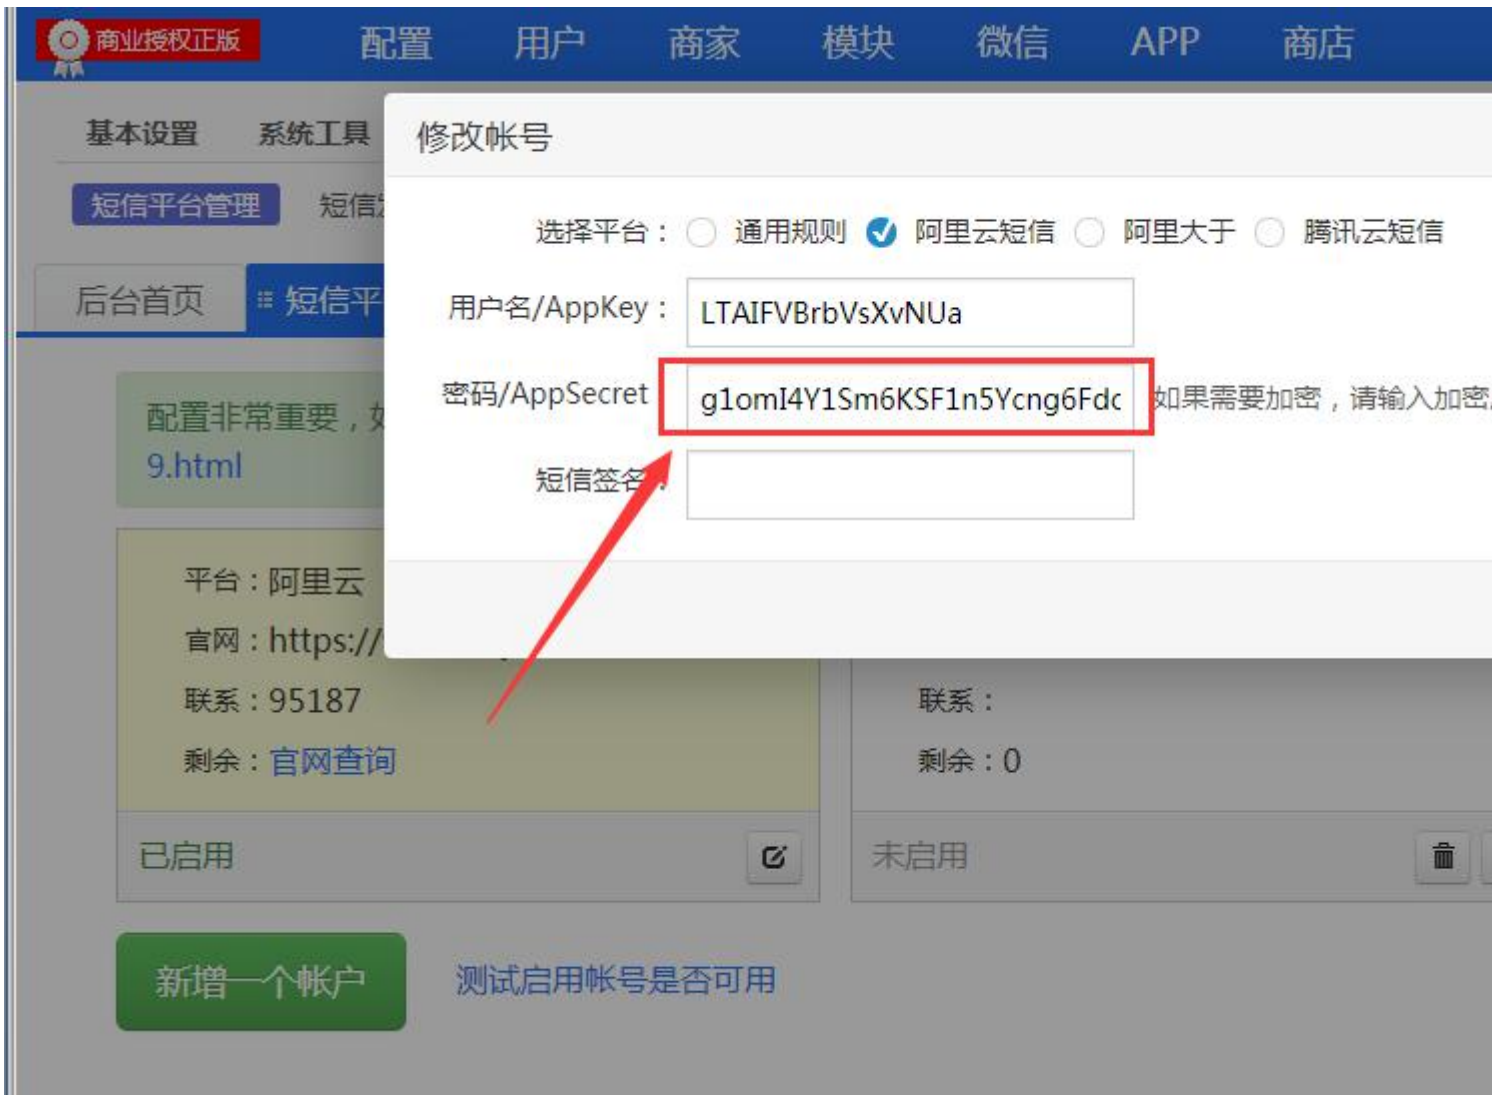 商业授权正版 配置 用户 商家 模块 微信 APP 商店
基本设置 系统工具
修改帐号
短信平台管理 短信
选择平台： 通用规则 阿里云短信 阿里大于 腾讯云短信
后台首页 短信平
用户名/AppKey： LTAIFVBrbVsXvNUa
密码/AppSecret g1omI4Y1Sm6KSF1n5Ycng6Fdc 如果需要加密，请输入加密
配置非常重要，如
9.html
短信签名：
平台：阿里云
官网：https://
联系：95187
剩余：官网查询
联系：
剩余：0
已启用
未启用
新增一个帐户 测试启用帐号是否可用